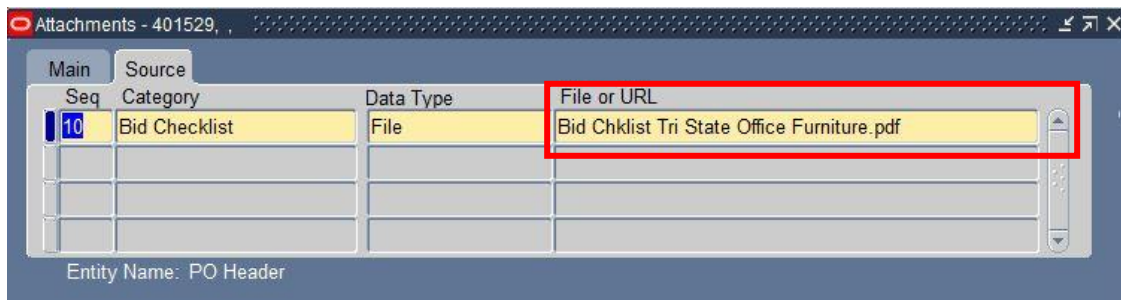 Attachments - 401529, ,
Main Source
Seq Category Data Type File or URL
10 Bid Checklist File Bid Chklist Tri State Office Furniture.pdf
Entity Name: PO Header